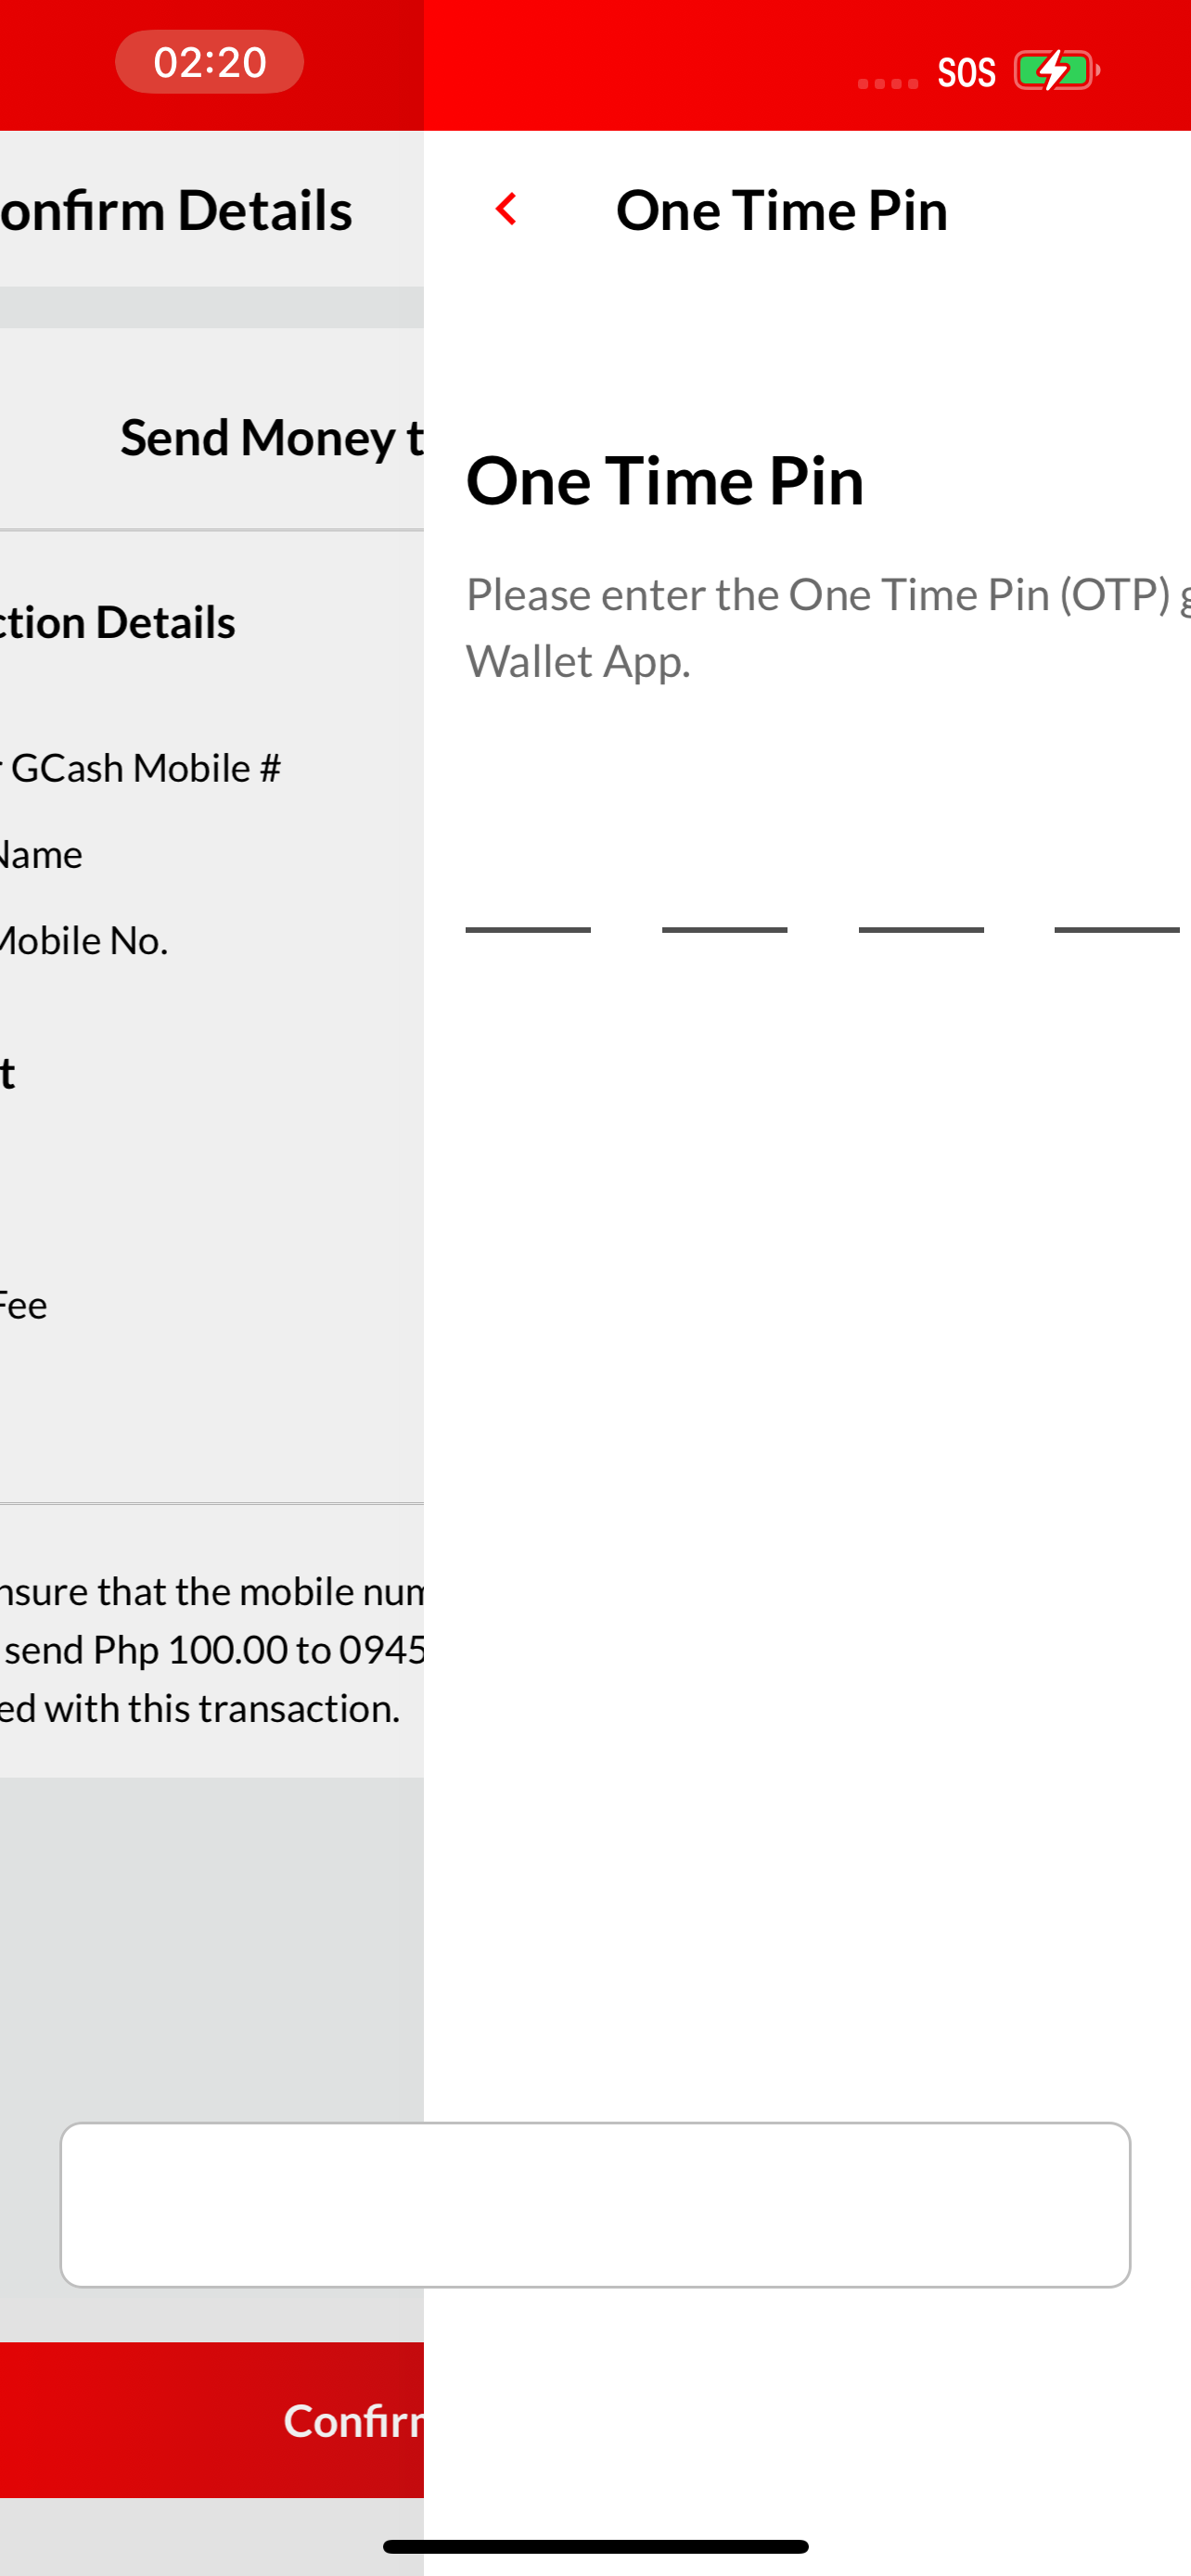 02:20
SOS
onfirm Details
Send Money t
ction Details
GCash Mobile #
Name
Mobile No.
t
Fee
nsure that the mobile num
send Php 100.00 to 0945
ed with this transaction.
Confirm
One Time Pin
One Time Pin
Please enter the One Time Pin (OTP) g
Wallet App.